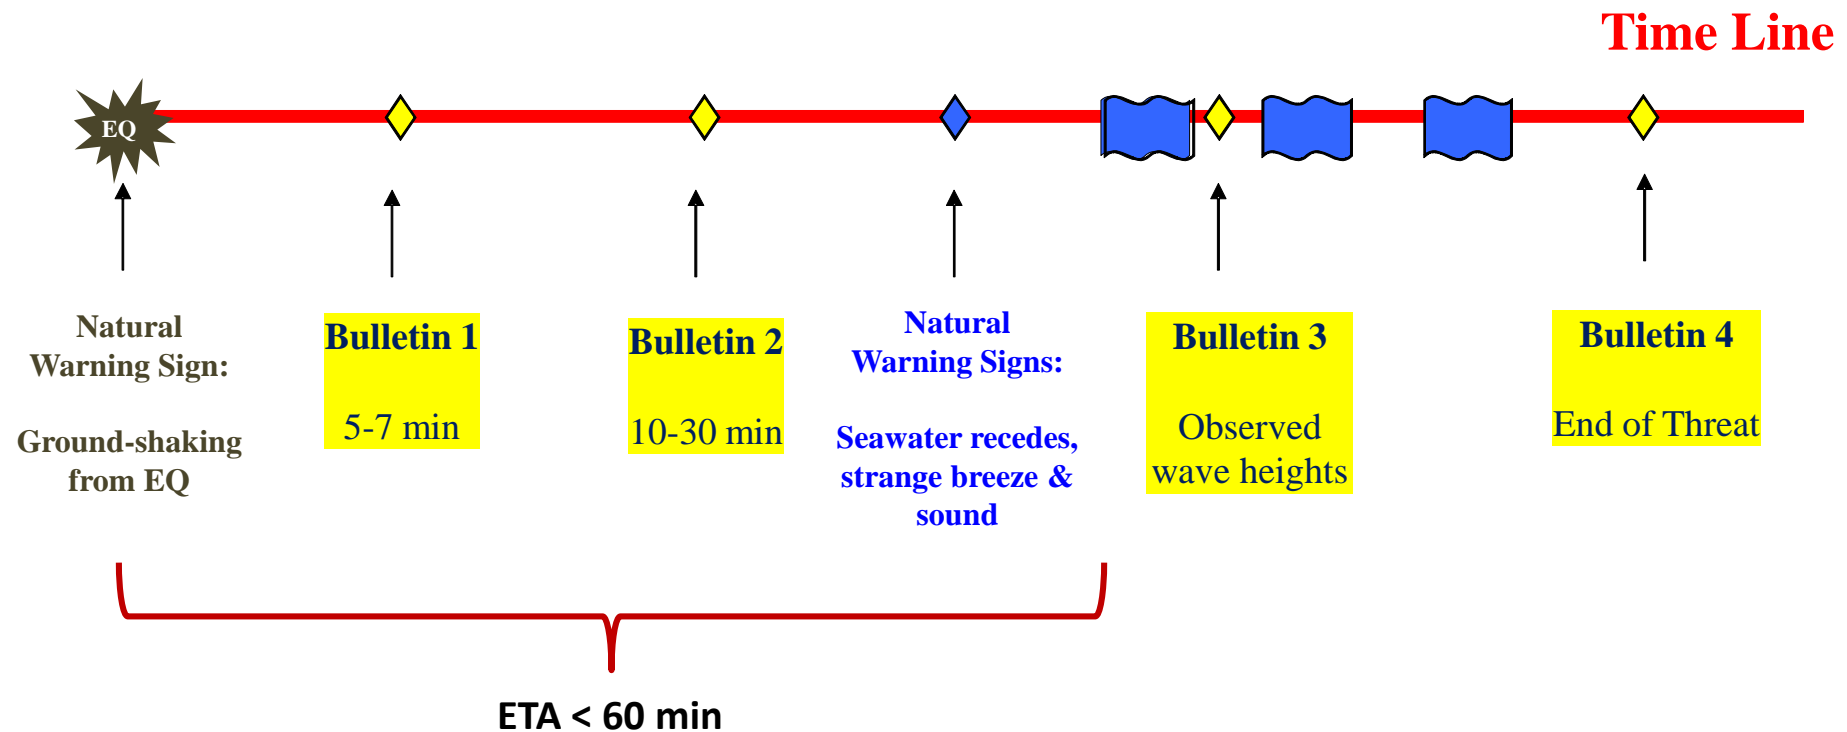 Time Line
EQ
Natural
Warning Sign:
Ground-shaking
from EQ
Bulletin 1
5-7 min
Bulletin 2
10-30 min
Natural
Warning Signs:
Seawater recedes,
strange breeze &
sound
Bulletin 3
Observed
wave heights
Bulletin 4
End of Threat
ETA < 60 min